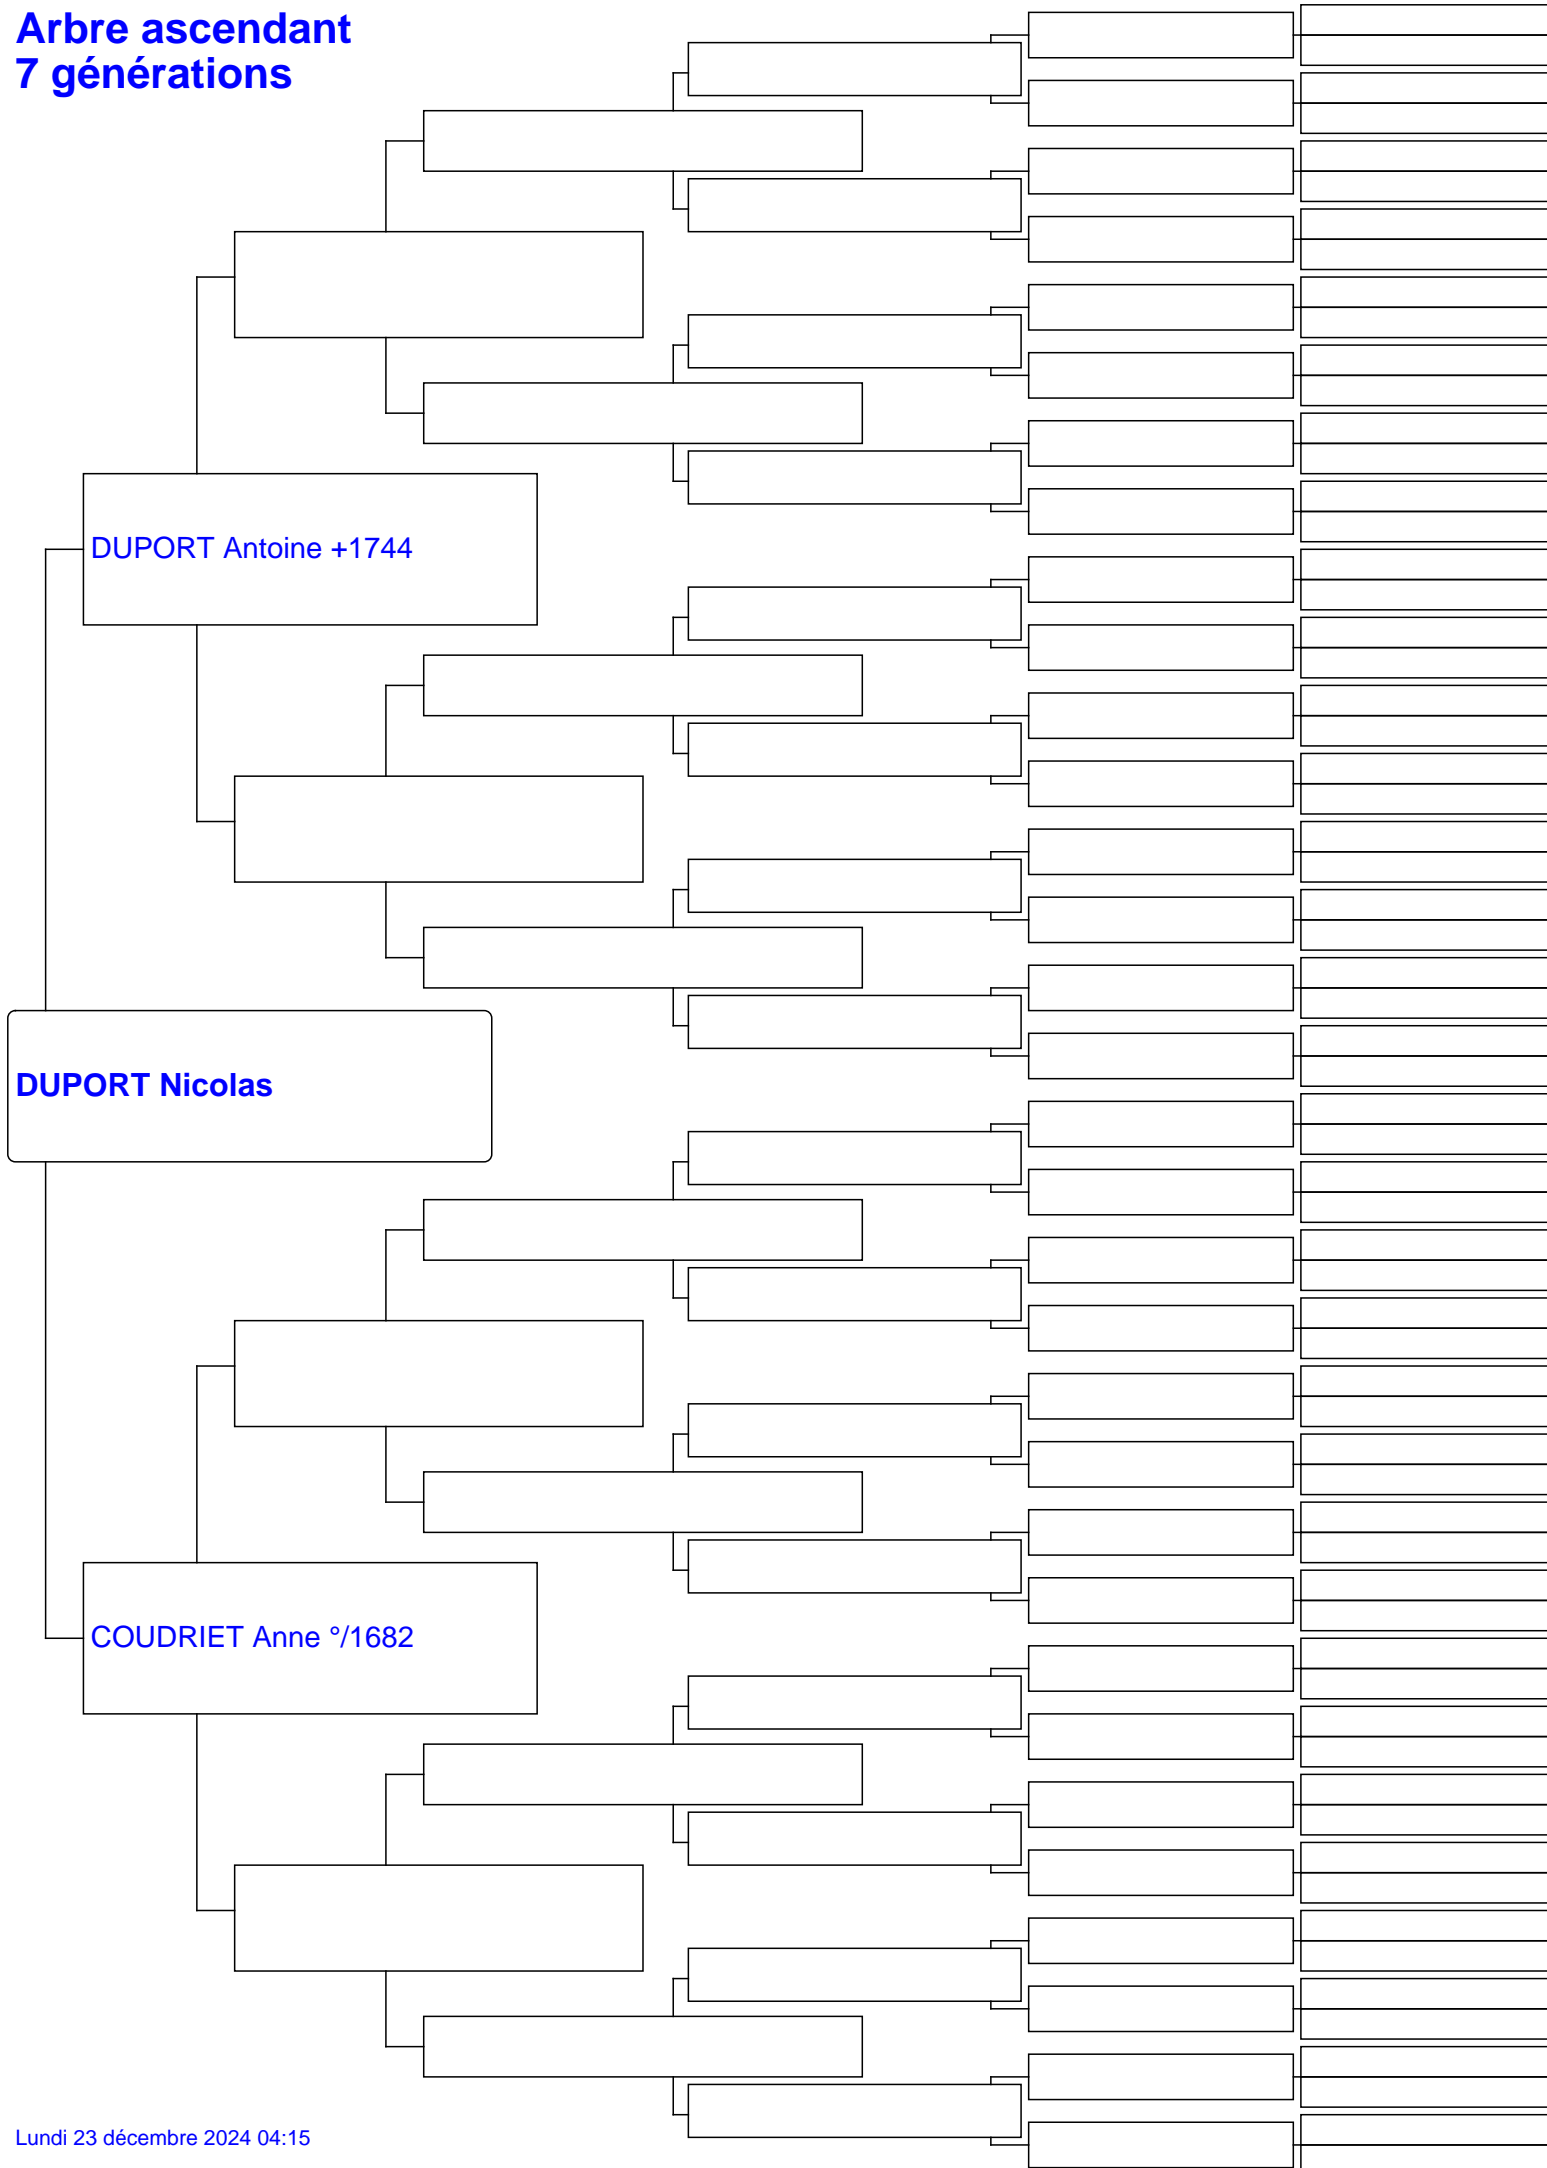 Arbre ascendant
7 générations
DUPORT Antoine +1744
DUPORT Nicolas
COUDRIET Anne °/1682
Lundi 23 décembre 2024 04:15